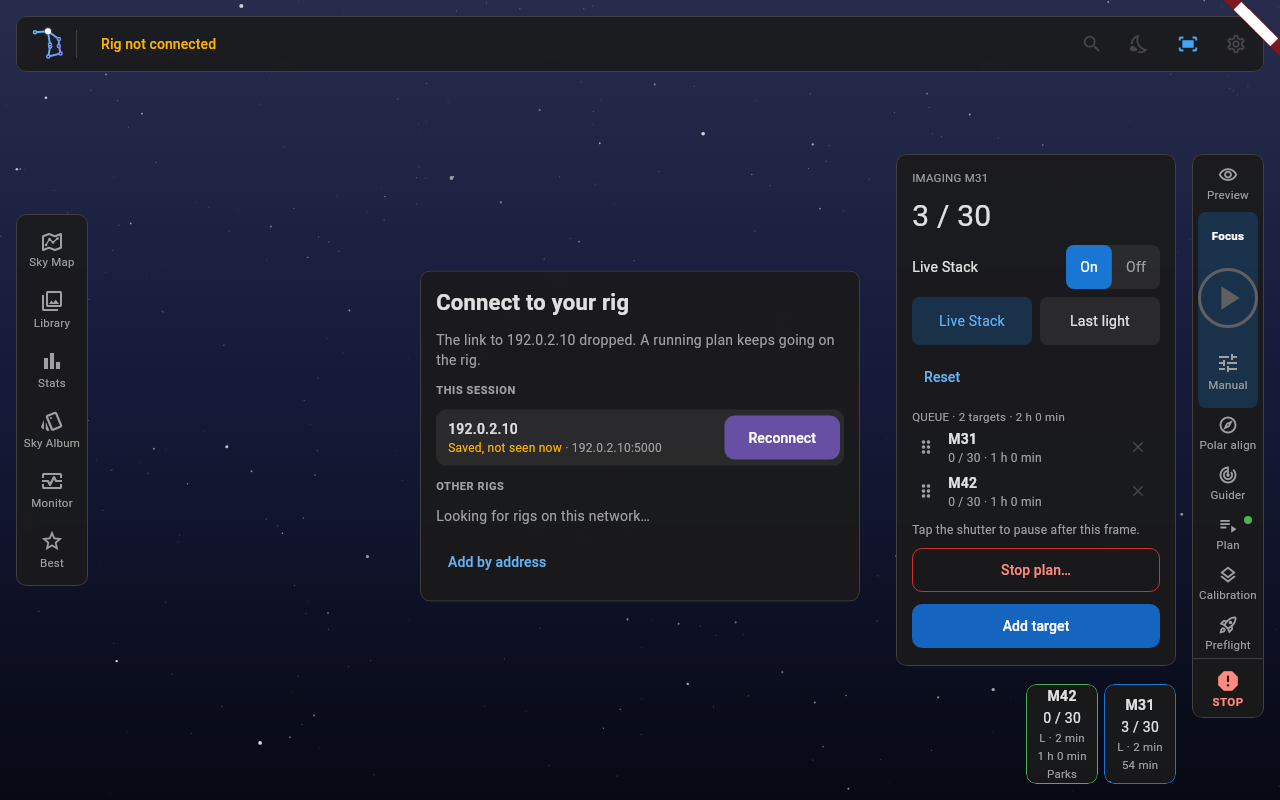 Rig not connected
Sky Map
Library
Stats
Sky Album
Monitor
Best
Connect to your rig
The link to 192.0.2.10 dropped. A running plan keeps going on
the rig.
THIS SESSION
192.0.2.10
Saved, not seen now · 192.0.2.10:5000
Reconnect
OTHER RIGS
Looking for rigs on this network…
Add by address
IMAGING M31
3 / 30
Live Stack
On
Off
Live Stack
Last light
Reset
QUEUE · 2 targets · 2 h 0 min
M31
0 / 30 · 1 h 0 min
M42
0 / 30 · 1 h 0 min
Tap the shutter to pause after this frame.
Stop plan…
Add target
M42
0 / 30
L · 2 min
1 h 0 min
Parks
M31
3 / 30
L · 2 min
54 min
Preview
Focus
Manual
Polar align
Guider
Plan
Calibration
Preflight
STOP